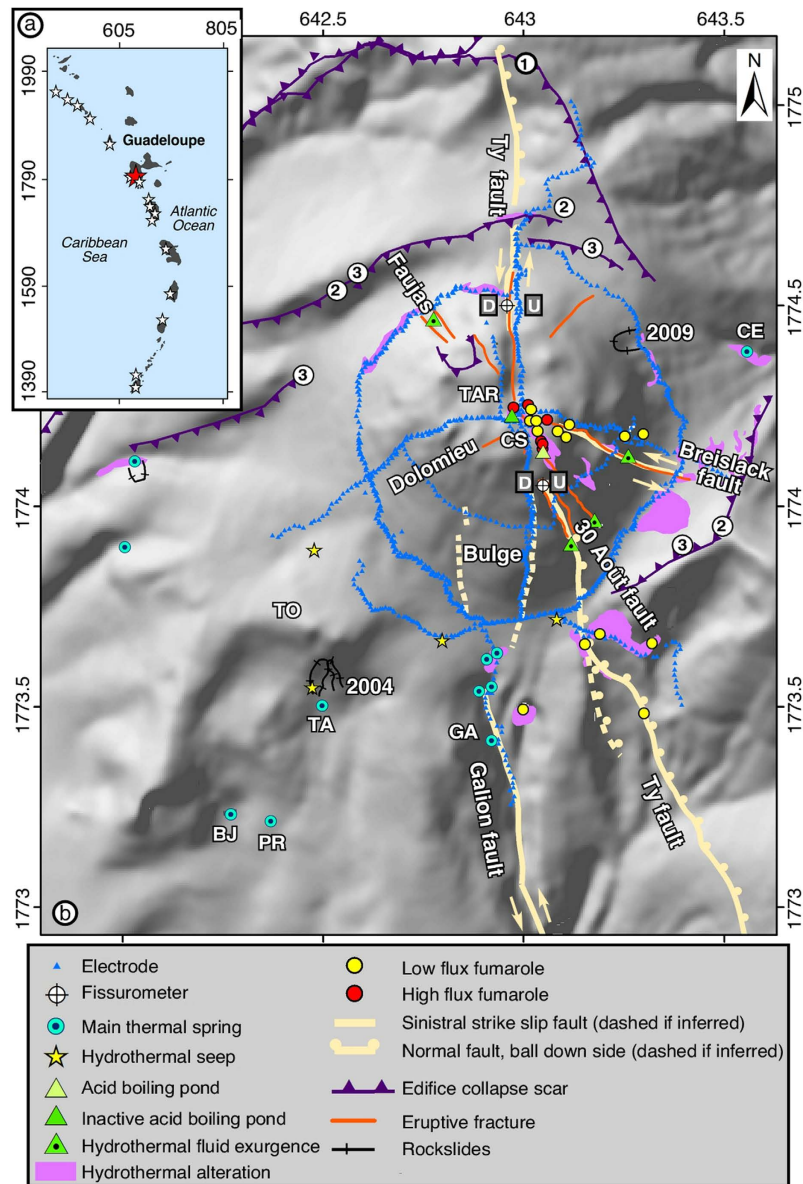 a
605
805
1990
1790
1590
1390
Guadeloupe
Atlantic
Ocean
Caribbean
Sea
642.5
643
643.5
N
1775
1774.5
1774
1773.5
1773
1
Ty fault
2
3
Faujas
3
2
D
U
2009
CE
3
TAR
CS
Dolomieu
Breislack
fault
D
U
2
3
30 Août fault
Bulge
TO
2004
TA
GA
BJ
PR
Galion fault
Ty fault
b
Electrode
Fissurometer
Main thermal spring
Hydrothermal seep
Acid boiling pond
Inactive acid boiling pond
Hydrothermal fluid exurgence
Hydrothermal alteration
Low flux fumarole
High flux fumarole
Sinistral strike slip fault (dashed if inferred)
Normal fault, ball down side (dashed if inferred)
Edifice collapse scar
Eruptive fracture
Rockslides